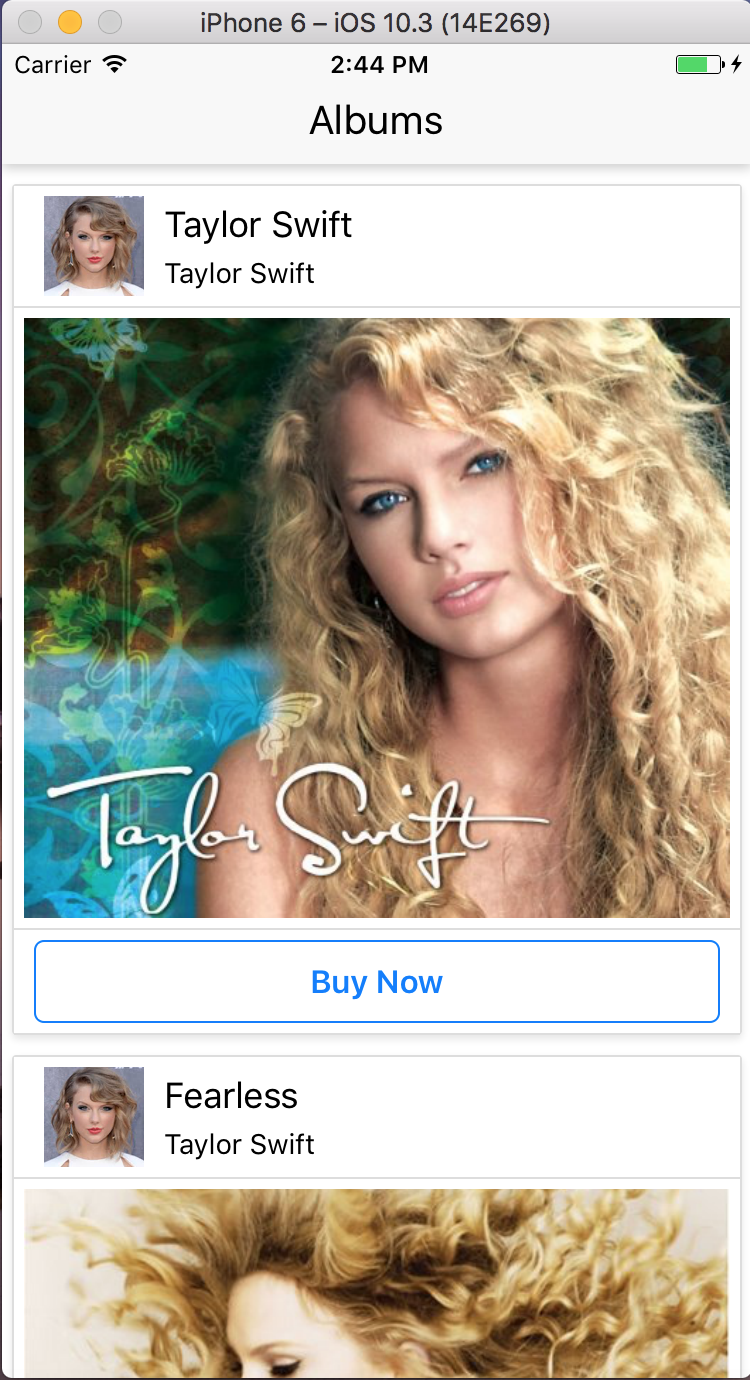 iPhone 6 – iOS 10.3 (14E269)
Carrier 2:44 PM
Albums
Taylor Swift
Taylor Swift
Taylor Swift
Buy Now
Fearless
Taylor Swift